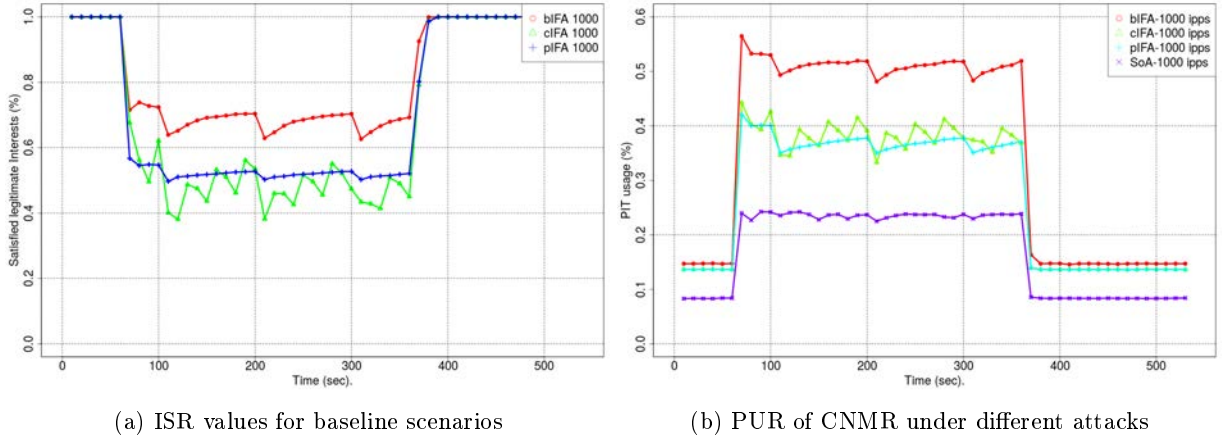 bIFA 1000
cIFA 1000
pIFA 1000
Satisfied legitimate Interests (%)
1.0
0.8
0.6
0.4
0.2
0.0
0
100
200
300
400
500
Time (sec).
(a) ISR values for baseline scenarios
bIFA-1000 ipps
cIFA-1000 ipps
pIFA-1000 ipps
SoA-1000 ipps
PIT usage (%)
0.6
0.5
0.4
0.3
0.2
0.1
0.0
0
100
200
300
400
500
Time (sec).
(b) PUR of CNMR under different attacks